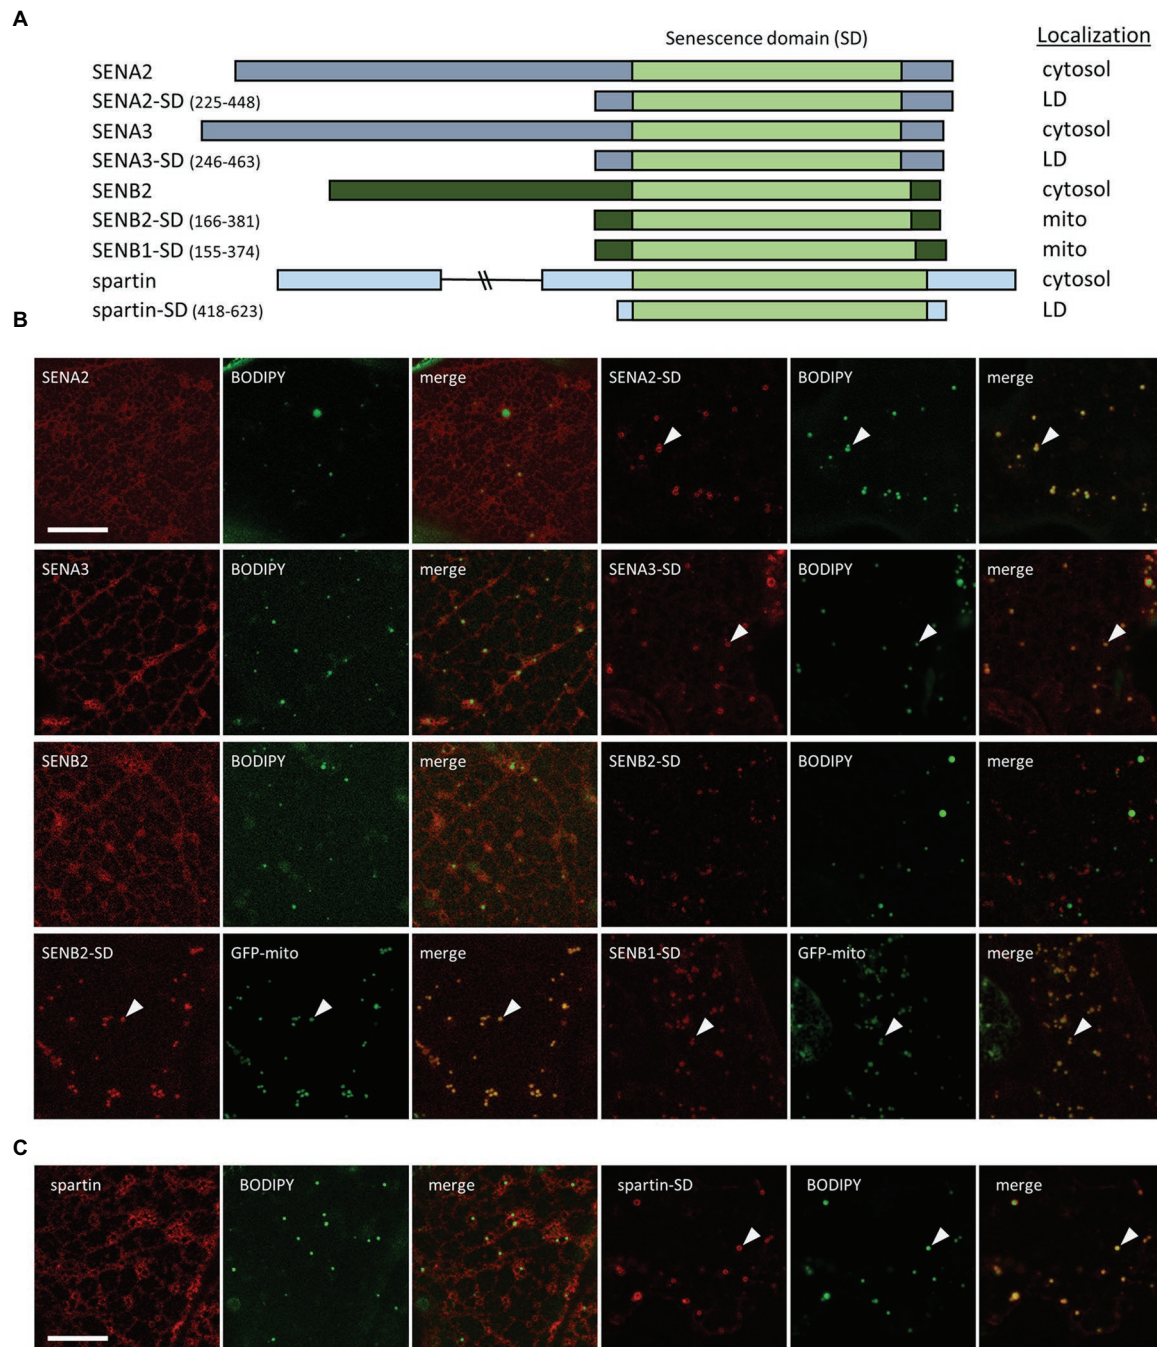 A
Senescence domain (SD) Localization
SENA2 cytosol
SENA2-SD (225-448) LD
SENA3 cytosol
SENA3-SD (246-463) LD
SENB2 cytosol
SENB2-SD (166-381) mito
SENB1-SD (155-374) mito
spartin cytosol
spartin-SD (418-623) LD
B
SENA2 BODIPY merge SENA2-SD BODIPY merge
SENA3 BODIPY merge SENA3-SD BODIPY merge
SENB2 BODIPY merge SENB2-SD BODIPY merge
SENB2-SD GFP-mito merge SENB1-SD GFP-mito merge
C
spartin BODIPY merge spartin-SD BODIPY merge